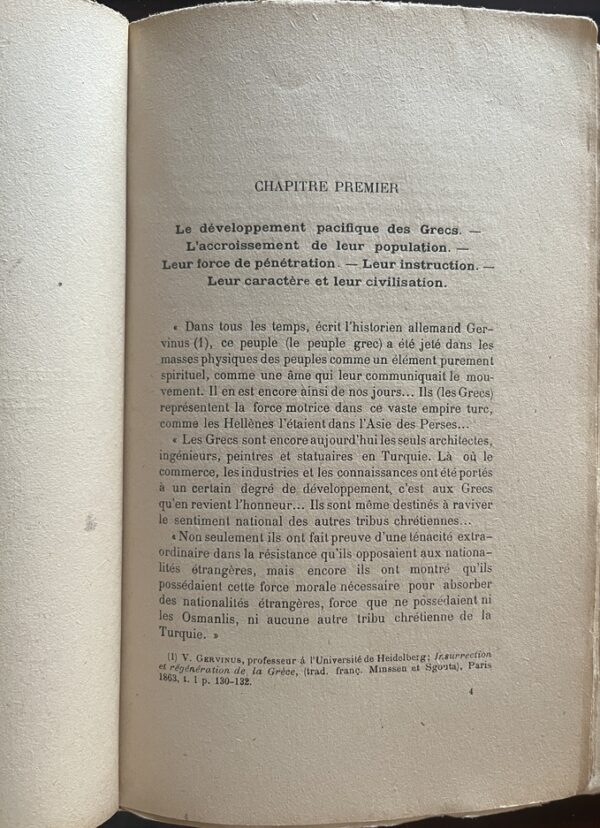 CHAPITRE PREMIER
Le développement pacifique des Grecs. —
L'accroissement de leur population. —
Leur force de pénétration. — Leur instruction. —
Leur caractère et leur civilisation.
« Dans tous les temps, écrit l'historien allemand Ger-
vinus (1), ce peuple (le peuple grec) a été jeté dans les
masses physiques des peuples comme un élément purement
spirituel, comme une âme qui leur communiquait le mou-
vement. Il en est encore ainsi de nos jours... Ils (les Grecs)
représentent la force motrice dans ce vaste empire turc,
comme les Hellènes l'étaient dans l'Asie des Perses...
« Les Grecs sont encore aujourd'hui les seuls architectes,
ingénieurs, peintres et statuaires en Turquie. Là où le
commerce, les industries et les connaissances ont été portés
à un certain degré de développement, c'est aux Grecs
qu'en revient l'honneur... Ils sont même destinés à raviver
le sentiment national des autres tribus chrétiennes...
« Non seulement ils ont fait preuve d'une ténacité extra-
ordinaire dans la résistance qu'ils opposaient aux nationa-
lités étrangères, mais encore ils ont montré qu'ils
possédaient cette force morale nécessaire pour absorber
des nationalités étrangères, force que ne possédaient ni
les Osmanlis, ni aucune autre tribu chrétienne de la
Turquie. »
(1) V. GERVINUS, professeur á l'Université de Heidelberg; Insurrection
et régénération de la Grèce, (trad. franç. Minssen et Sgouta), Paris
1863, t. I p. 130-132.
4